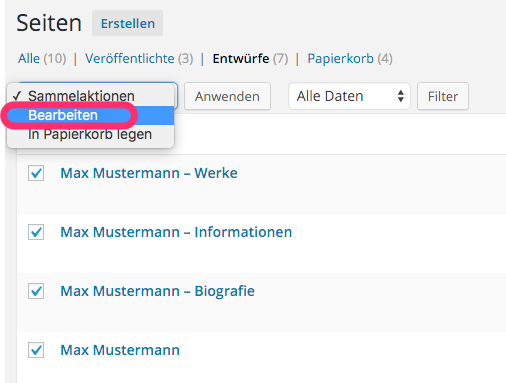 Seiten Erstellen
Alle (10) | Veröffentlichte (3) | Entwürfe (7) | Papierkorb (4)
✓ Sammelaktionen Anwenden Alle Daten Filter
Bearbeiten
In Papierkorb legen
Max Mustermann – Werke
Max Mustermann – Informationen
Max Mustermann – Biografie
Max Mustermann